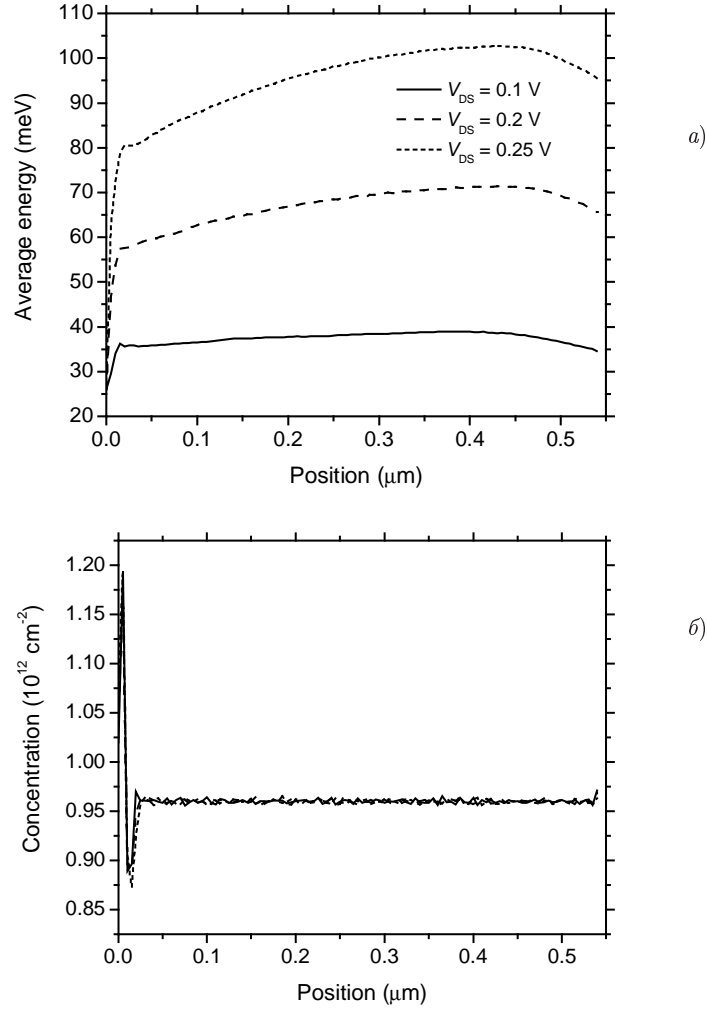 110
100
90
80
70
60
50
40
30
20
Average energy (meV)
V_DS = 0.1 V
V_DS = 0.2 V
V_DS = 0.25 V
0.0 0.1 0.2 0.3 0.4 0.5
Position (μm)
а)
1.20
1.15
1.10
1.05
1.00
0.95
0.90
0.85
Concentration (10^12 cm^-2)
0.0 0.1 0.2 0.3 0.4 0.5
Position (μm)
б)